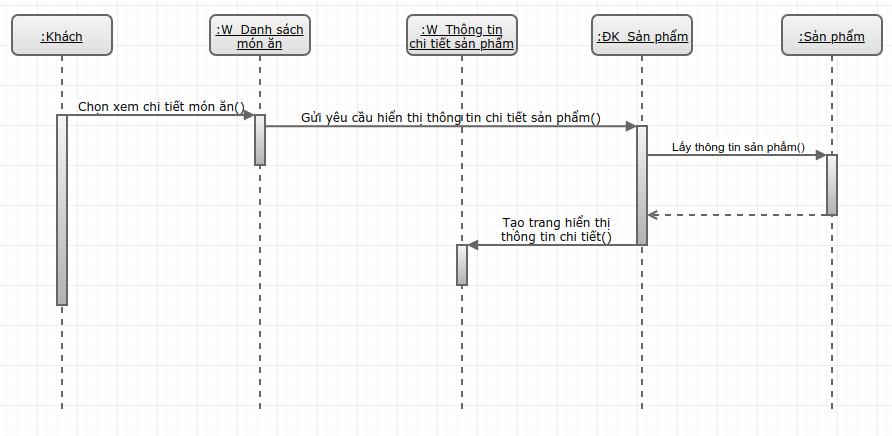 :Khách
:W_Danh sách
món ăn
:W_Thông tin
chi tiết sản phẩm
:ĐK_Sản phẩm
:Sản phẩm
Chọn xem chi tiết món ăn()
Gửi yêu cầu hiển thị thông tin chi tiết sản phẩm()
Lấy thông tin sản phẩm()
Tạo trang hiển thị
thông tin chi tiết()